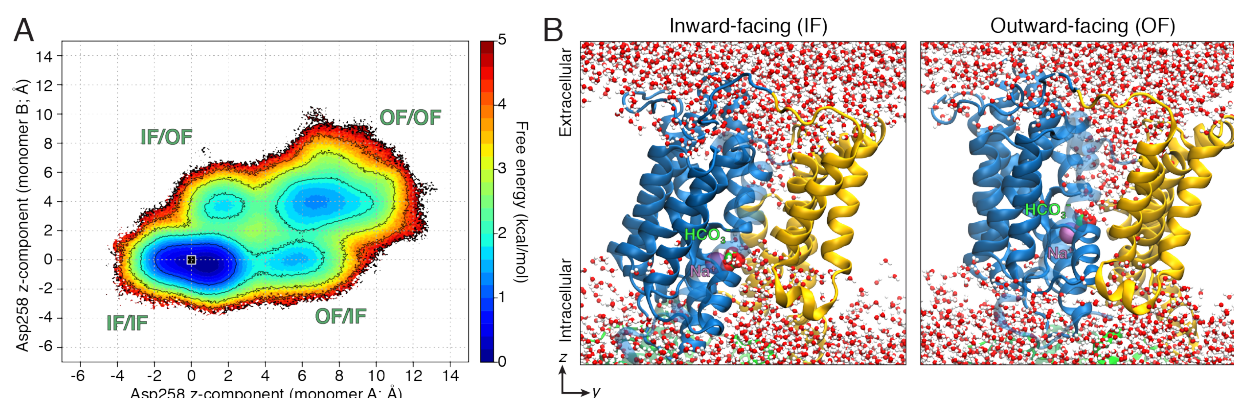 A
14
12
10
8
6
4
2
0
-2
-4
-6
-6
-4
-2
0
2
4
6
8
10
12
14
Asp258 z-component (monomer B; Å)
Asp258 z-component (monomer A; Å)
IF/OF
OF/OF
IF/IF
OF/IF
5
4
3
2
1
0
Free energy (kcal/mol)
B
Inward-facing (IF)
Outward-facing (OF)
Extracellular
Intracellular
HCO3-
Na+
HCO3-
Na+
z
y